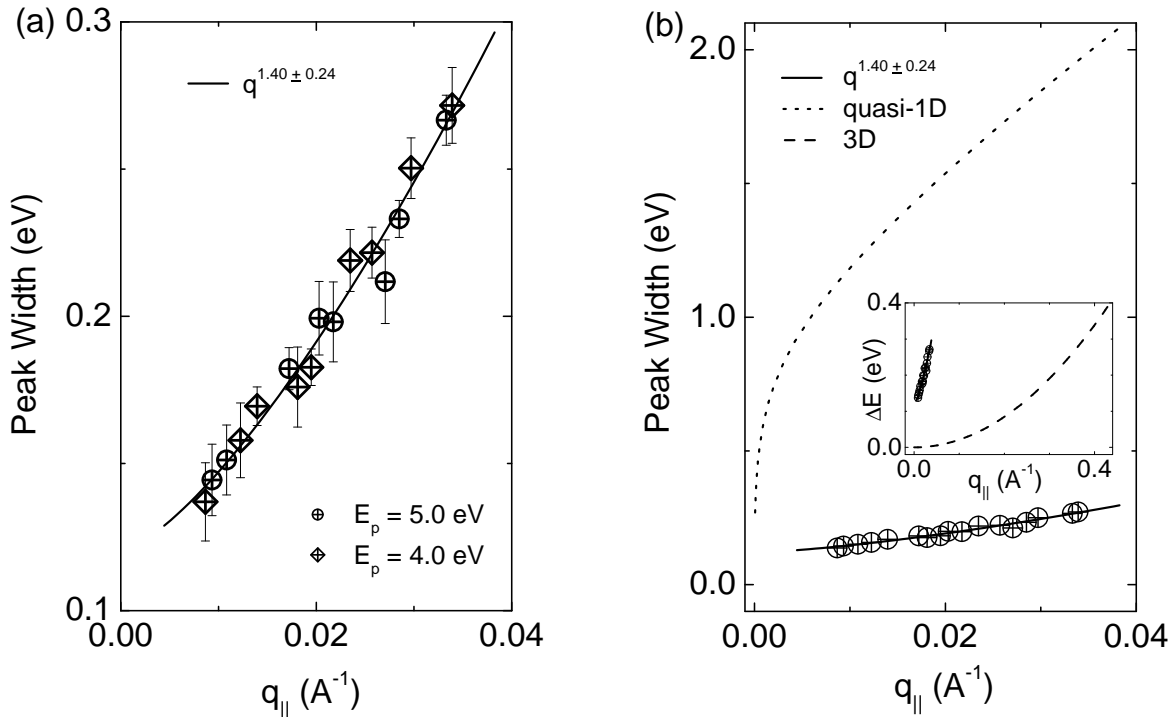 (a)
0.3
0.2
0.1
0.00
0.02
0.04
Peak Width (eV)
q|| (A⁻¹)
q^1.40 ± 0.24
E_p = 5.0 eV
E_p = 4.0 eV
(b)
2.0
1.0
0.0
0.00
0.02
0.04
Peak Width (eV)
q|| (A⁻¹)
q^1.40 ± 0.24
quasi-1D
3D
0.4
0.0
ΔE (eV)
0.0
0.4
q|| (A⁻¹)